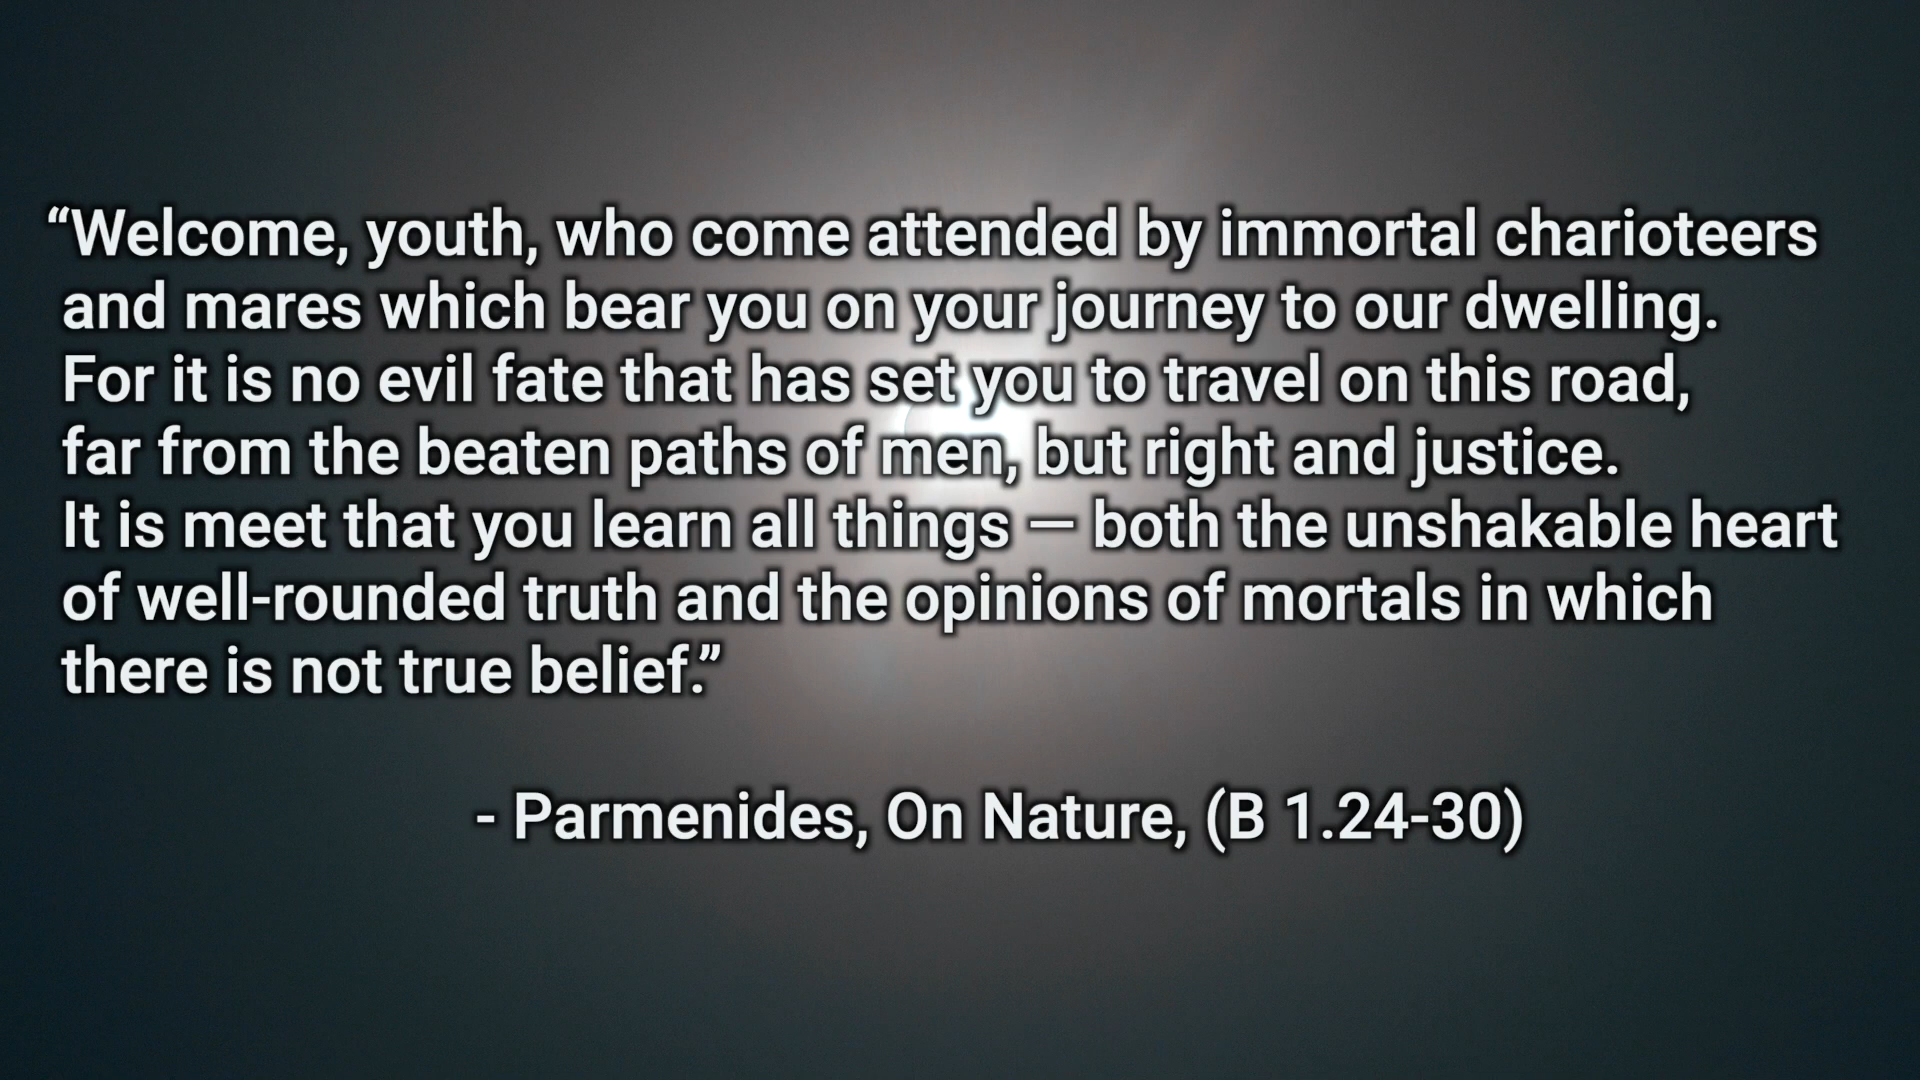 “Welcome, youth, who come attended by immortal charioteers
and mares which bear you on your journey to our dwelling.
For it is no evil fate that has set you to travel on this road,
far from the beaten paths of men, but right and justice.
It is meet that you learn all things — both the unshakable heart
of well-rounded truth and the opinions of mortals in which
there is not true belief.”
- Parmenides, On Nature, (B 1.24-30)